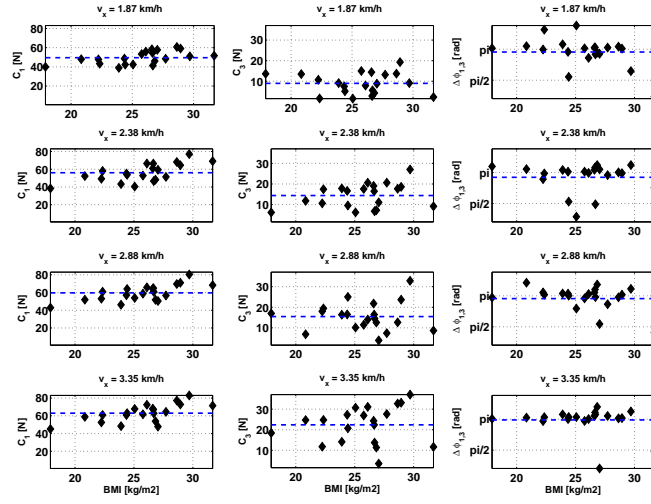 v_x = 1.87 km/h
v_x = 1.87 km/h
v_x = 1.87 km/h
80
60
40
20
0
C_1 [N]
20 25 30
30
20
10
C_3 [N]
20 25 30
pi
pi/2
Δ ϕ_1,3 [rad]
20 25 30
v_x = 2.38 km/h
v_x = 2.38 km/h
v_x = 2.38 km/h
80
60
40
20
0
C_1 [N]
20 25 30
30
20
10
C_3 [N]
20 25 30
pi
pi/2
Δ ϕ_1,3 [rad]
20 25 30
v_x = 2.88 km/h
v_x = 2.88 km/h
v_x = 2.88 km/h
80
60
40
20
0
C_1 [N]
20 25 30
30
20
10
C_3 [N]
20 25 30
pi
pi/2
Δ ϕ_1,3 [rad]
20 25 30
v_x = 3.35 km/h
v_x = 3.35 km/h
v_x = 3.35 km/h
80
60
40
20
0
C_1 [N]
20 25 30
BMI [kg/m2]
30
20
10
C_3 [N]
20 25 30
BMI [kg/m2]
pi
pi/2
Δ ϕ_1,3 [rad]
20 25 30
BMI [kg/m2]